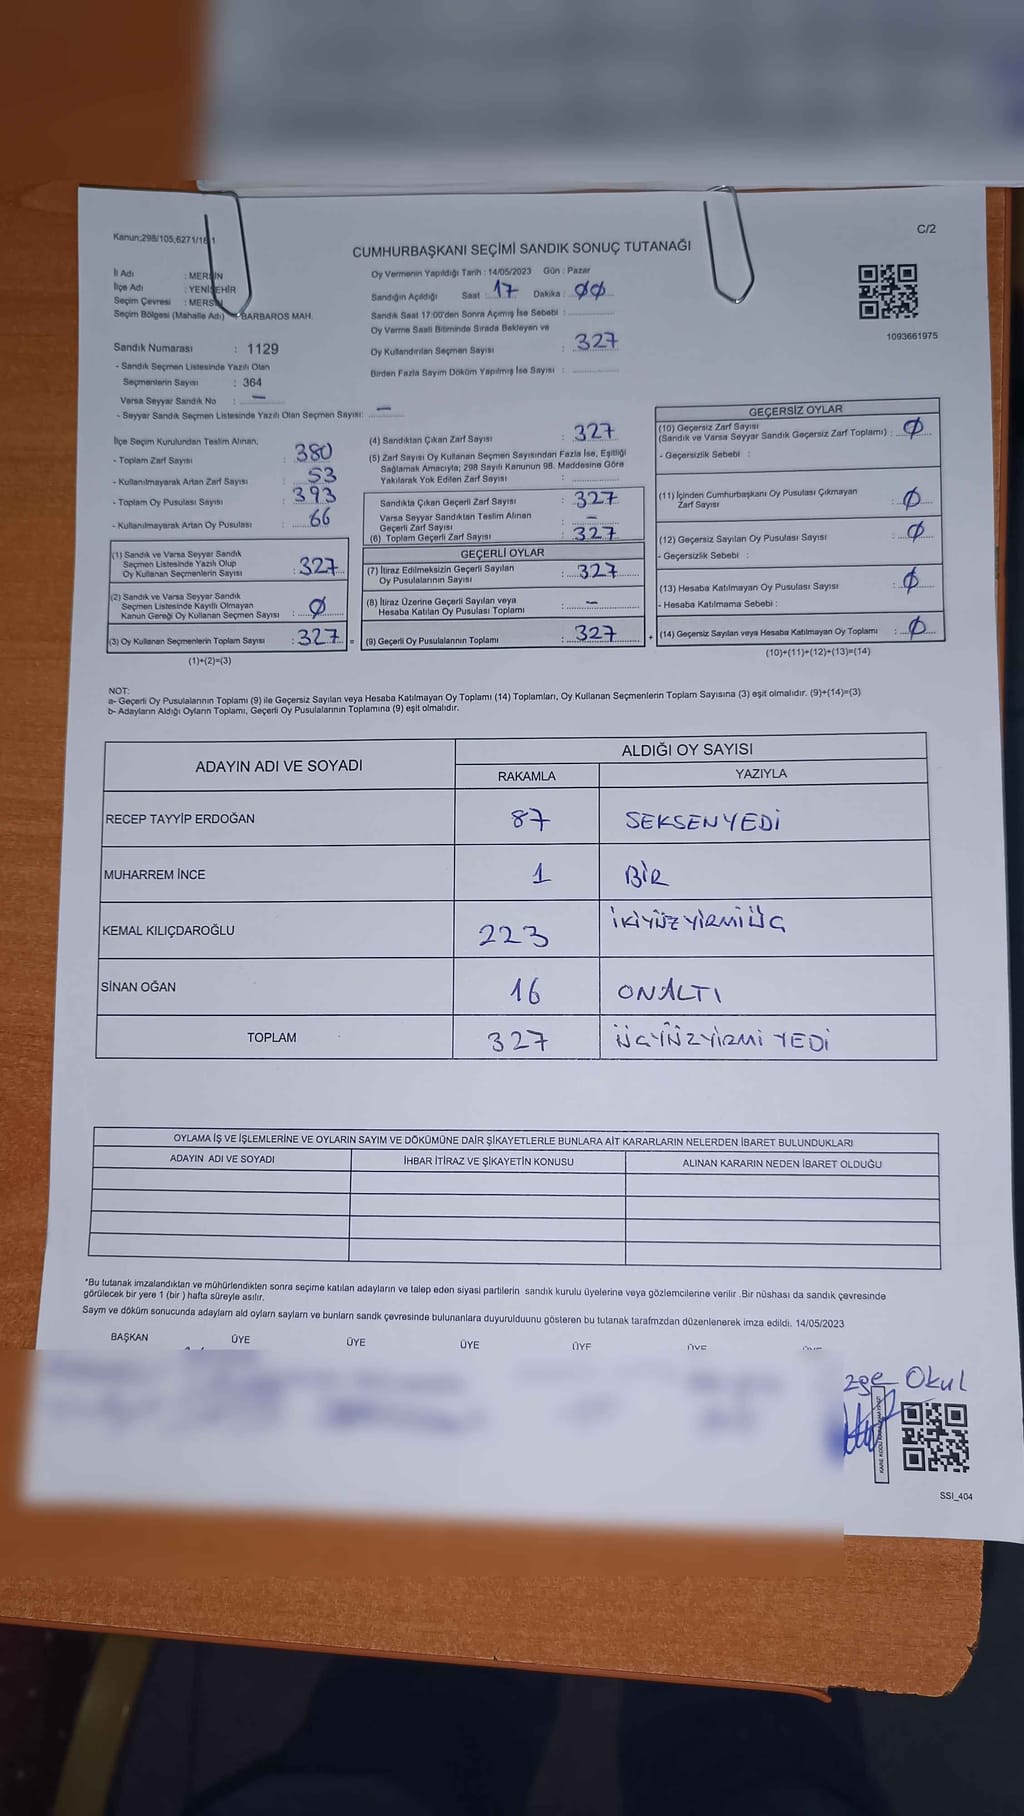 Kanun:298/105,6271/18 1
C/2
CUMHURBAŞKANI SEÇİMİ SANDIK SONUÇ TUTANAĞI
İl Adı : MERSİN
İlçe Adı : YENİŞEHİR
Seçim Çevresi : MERSİN
Seçim Bölgesi (Mahalle Adı) : BARBAROS MAH.
Sandık Numarası : 1129
- Sandık Seçmen Listesinde Yazılı Olan
Seçmenlerin Sayısı : 364
Varsa Seyyar Sandık No : –
- Seyyar Sandık Seçmen Listesinde Yazılı Olan Seçmen Sayısı: –
Oy Vermenin Yapıldığı Tarih : 14/05/2023 Gün : Pazar
Sandığın Açıldığı Saat : 17 Dakika : 00
Sandık Saat 17:00'den Sonra Açımış İse Sebebi :
Oy Verme Saati Bitiminde Sırada Bekleyen ve
Oy Kullandırılan Seçmen Sayısı : 327
Birden Fazla Sayım Döküm Yapılmış İse Sayısı :
1093661975
İlçe Seçim Kurulundan Teslim Alınan;
- Toplam Zarf Sayısı : 380
- Kullanılmayarak Artan Zarf Sayısı : 53
- Toplam Oy Pusulası Sayısı : 393
- Kullanılmayarak Artan Oy Pusulası : 66
(1) Sandık ve Varsa Seyyar Sandık
Seçmen Listesinde Yazılı Olup
Oy Kullanan Seçmenlerin Sayısı : 327
(2) Sandık ve Varsa Seyyar Sandık
Seçmen Listesinde Kayıtlı Olmayan
Kanun Gereği Oy Kullanan Seçmen Sayısı : Ø
(3) Oy Kullanan Seçmenlerin Toplam Sayısı : 327 =
(1)+(2)=(3)
(4) Sandıktan Çıkan Zarf Sayısı : 327
(5) Zarf Sayısı Oy Kullanan Seçmen Sayısından Fazla İse, Eşitliği
Sağlamak Amacıyla; 298 Sayılı Kanunun 98. Maddesine Göre
Yakılarak Yok Edilen Zarf Sayısı :
Sandıkta Çıkan Geçerli Zarf Sayısı : 327
Varsa Seyyar Sandıktan Teslim Alınan
Geçerli Zarf Sayısı : –
(6) Toplam Geçerli Zarf Sayısı : 327
GEÇERLİ OYLAR
(7) İtiraz Edilmeksizin Geçerli Sayılan
Oy Pusulalarının Sayısı : 327
(8) İtiraz Üzerine Geçerli Sayılan veya
Hesaba Katılan Oy Pusulası Toplamı : –
(9) Geçerli Oy Pusulalarının Toplamı : 327 +
GEÇERSİZ OYLAR
(10) Geçersiz Zarf Sayısı
(Sandık ve Varsa Seyyar Sandık Geçersiz Zarf Toplamı) : Ø
- Geçersizlik Sebebi :
(11) İçinden Cumhurbaşkanı Oy Pusulası Çıkmayan
Zarf Sayısı : Ø
(12) Geçersiz Sayılan Oy Pusulası Sayısı : Ø
- Geçersizlik Sebebi :
(13) Hesaba Katılmayan Oy Pusulası Sayısı : Ø
- Hesaba Katılmama Sebebi :
(14) Geçersiz Sayılan veya Hesaba Katılmayan Oy Toplamı : Ø
(10)+(11)+(12)+(13)=(14)
NOT:
a- Geçerli Oy Pusulalarının Toplamı (9) ile Geçersiz Sayılan veya Hesaba Katılmayan Oy Toplamı (14) Toplamları, Oy Kullanan Seçmenlerin Toplam Sayısına (3) eşit olmalıdır. (9)+(14)=(3)
b- Adayların Aldığı Oyların Toplamı, Geçerli Oy Pusulalarının Toplamına (9) eşit olmalıdır.
ADAYIN ADI VE SOYADI ALDIĞI OY SAYISI
RAKAMLA YAZIYLA
RECEP TAYYİP ERDOĞAN 87 SEKSENYEDİ
MUHARREM İNCE 1 BİR
KEMAL KILIÇDAROĞLU 223 İKİYÜZYİRMİÜÇ
SİNAN OĞAN 16 ONALTI
TOPLAM 327 ÜÇYÜZYİRMİ YEDİ
OYLAMA İŞ VE İŞLEMLERİNE VE OYLARIN SAYIM VE DÖKÜMÜNE DAİR ŞİKAYETLERLE BUNLARA AİT KARARLARIN NELERDEN İBARET BULUNDUKLARI
ADAYIN ADI VE SOYADI İHBAR İTİRAZ VE ŞİKAYETİN KONUSU ALINAN KARARIN NEDEN İBARET OLDUĞU
*Bu tutanak imzalandıktan ve mühürlendikten sonra seçime katılan adayların ve talep eden siyasi partilerin sandık kurulu üyelerine veya gözlemcilerine verilir .Bir nüshası da sandık çevresinde
görülecek bir yere 1 (bir ) hafta süreyle asılır.
Sayım ve döküm sonucunda adaylarn ald oylarn saylarn ve bunlarn sandk çevresinde bulunanlara duyurulduunu gösteren bu tutanak tarafmzdan düzenlenerek imza edildi. 14/05/2023
BAŞKAN ÜYE ÜYE ÜYE ÜYE ÜYE ÜYE
Okul
SSI_404